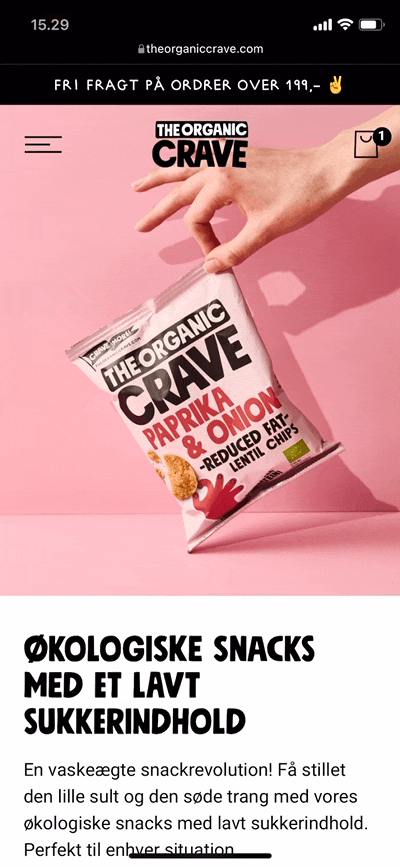 15.29
theorganiccrave.com
FRI FRAGT PÅ ORDRER OVER 199,- ✌️
THE ORGANIC
CRAVE
1
CRAVE MORE!
THE ORGANIC
CRAVE
PAPRIKA
& ONION
-REDUCED FAT-
LENTIL CHIPS
ØKOLOGISKE SNACKS
MED ET LAVT
SUKKERINDHOLD
En vaskeægte snackrevolution! Få stillet
den lille sult og den søde trang med vores
økologiske snacks med lavt sukkerindhold.
Perfekt til enhver situation